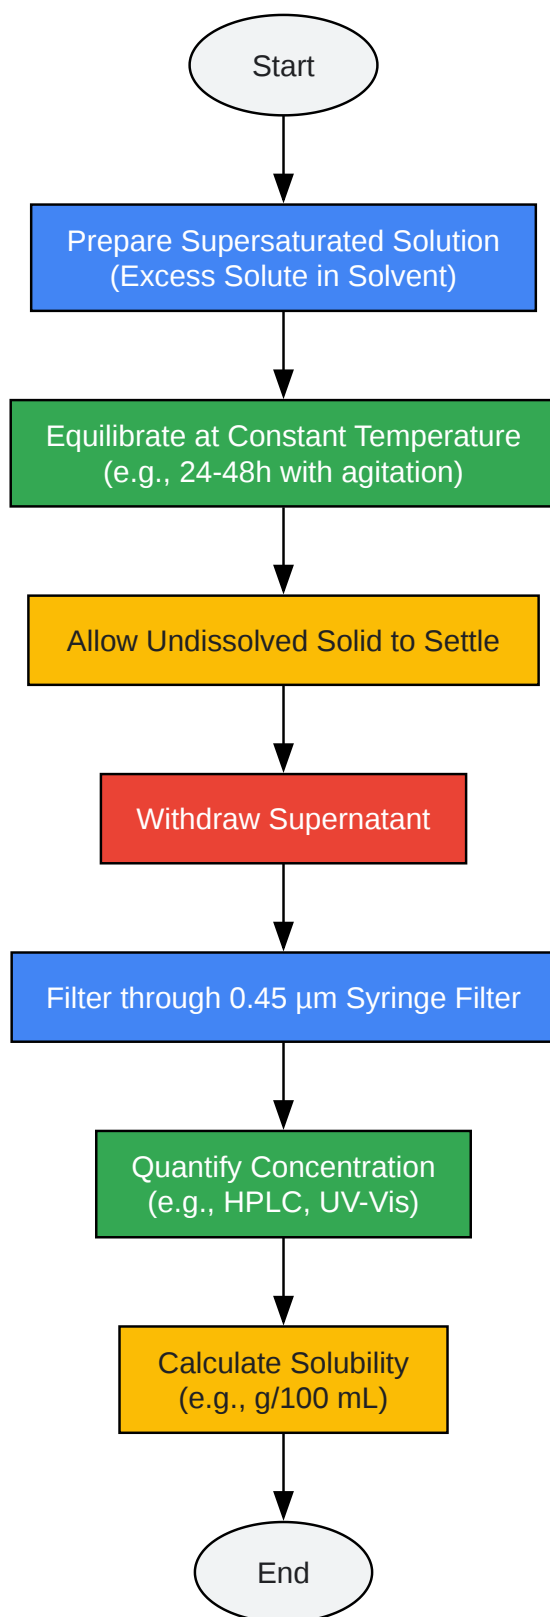 Start
Prepare Supersaturated Solution
(Excess Solute in Solvent)
Equilibrate at Constant Temperature
(e.g., 24-48h with agitation)
Allow Undissolved Solid to Settle
Withdraw Supernatant
Filter through 0.45 µm Syringe Filter
Quantify Concentration
(e.g., HPLC, UV-Vis)
Calculate Solubility
(e.g., g/100 mL)
End